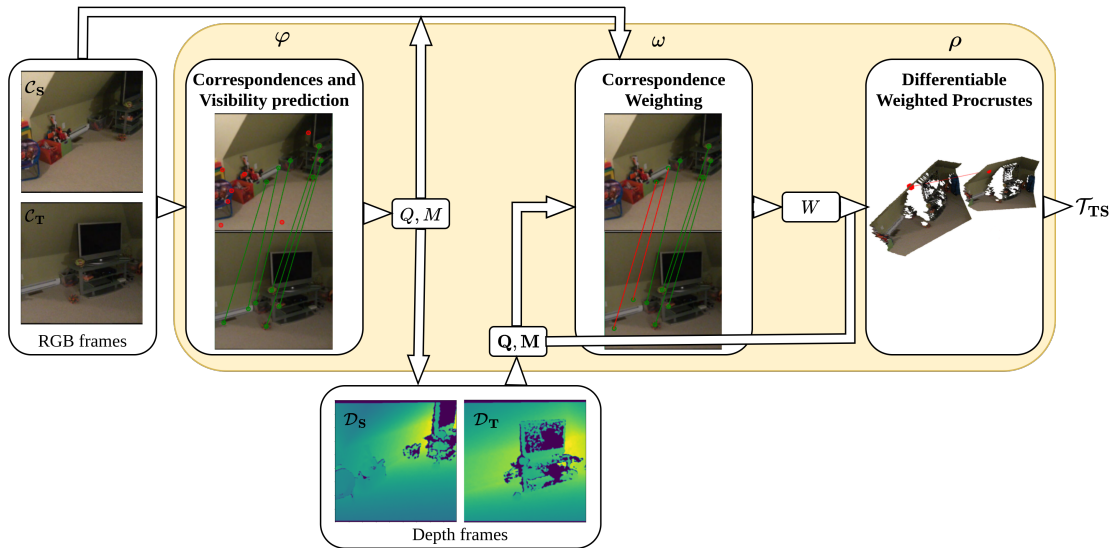 φ
ω
ρ
𝒞_S
𝒞_T
RGB frames
Correspondences and
Visibility prediction
Q, M
Correspondence
Weighting
W
Differentiable
Weighted Procrustes
𝒯_TS
Q, M
𝒟_S
𝒟_T
Depth frames